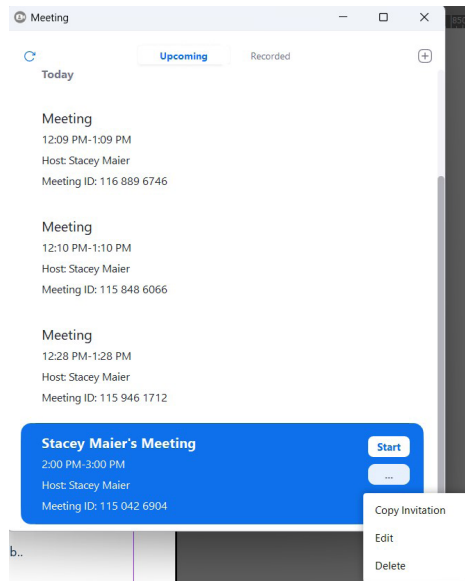 Meeting
Upcoming
Recorded
Today
Meeting
12:09 PM-1:09 PM
Host: Stacey Maier
Meeting ID: 116 889 6746
Meeting
12:10 PM-1:10 PM
Host: Stacey Maier
Meeting ID: 115 848 6066
Meeting
12:28 PM-1:28 PM
Host: Stacey Maier
Meeting ID: 115 946 1712
Stacey Maier's Meeting
Start
2:00 PM-3:00 PM
...
Host: Stacey Maier
Meeting ID: 115 042 6904
Copy Invitation
Edit
b..
Delete